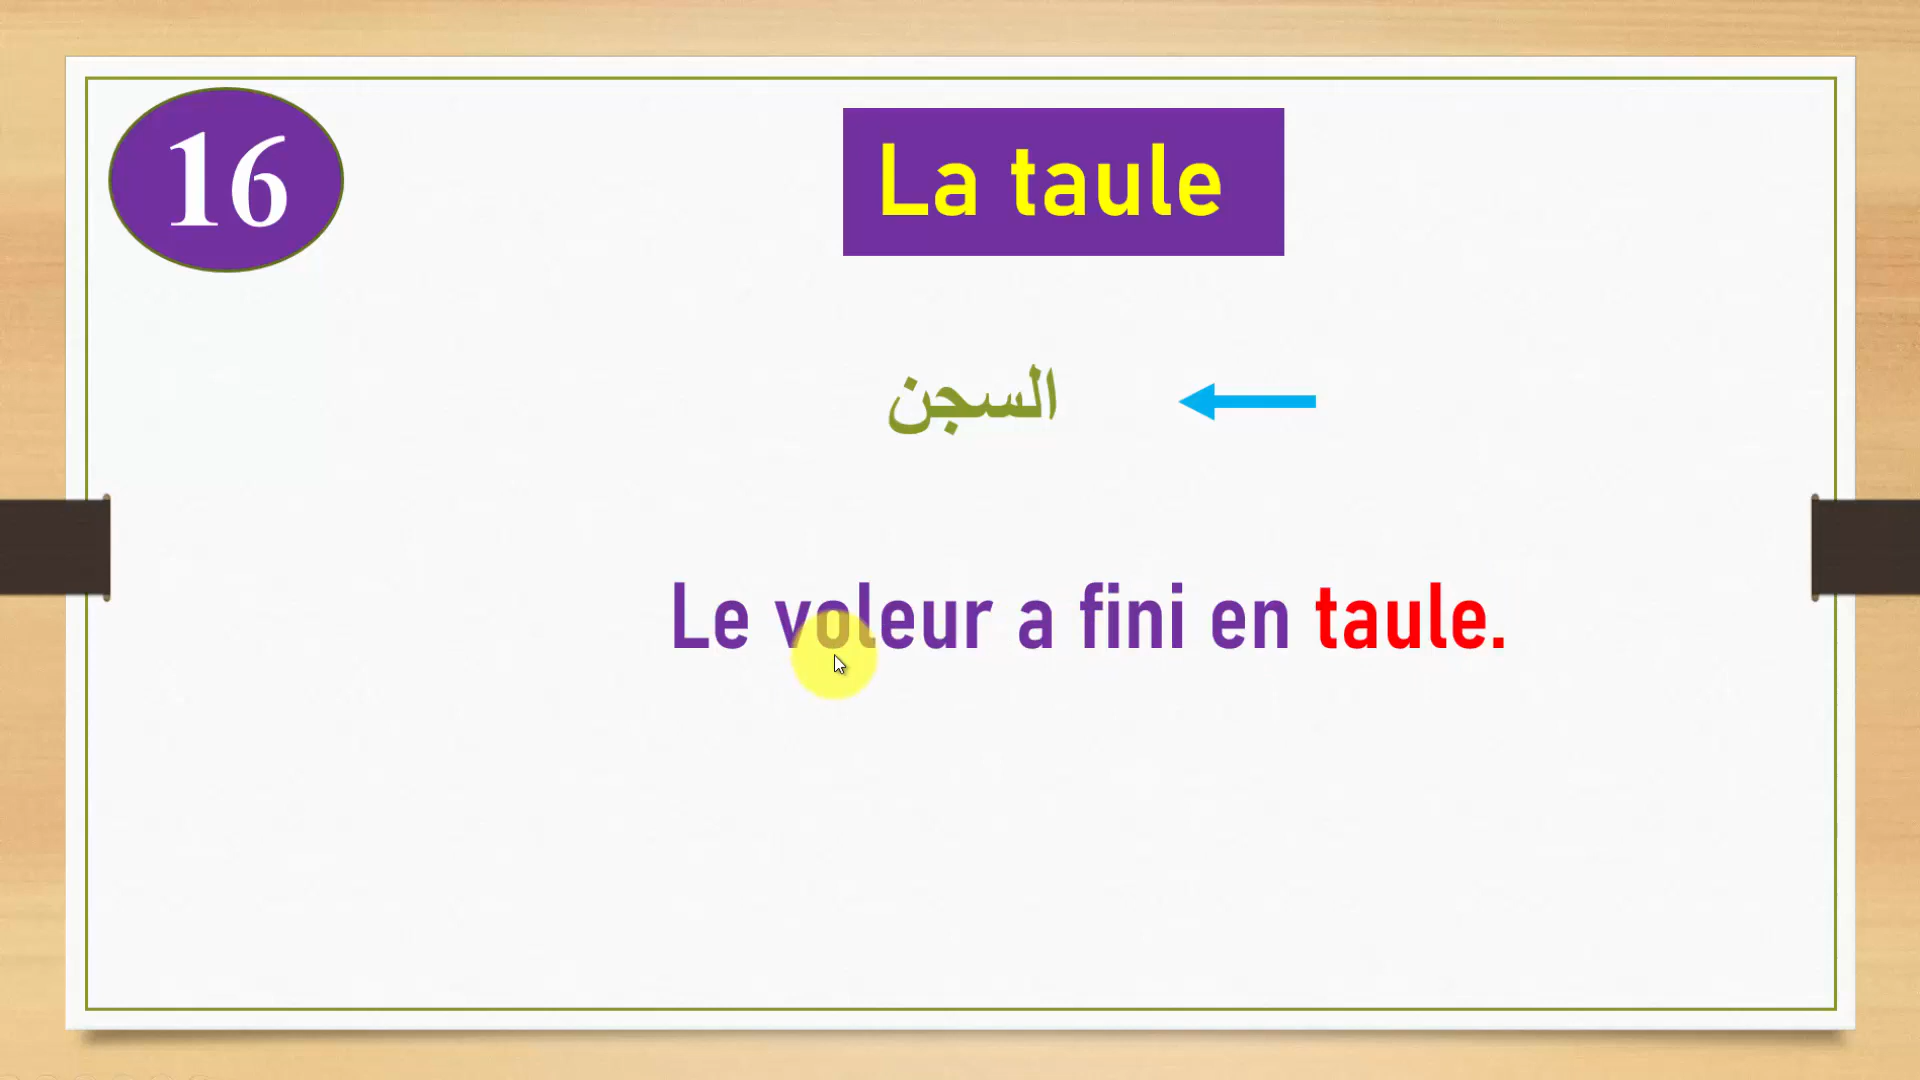 16
La taule
السجن
Le voleur a fini en taule.